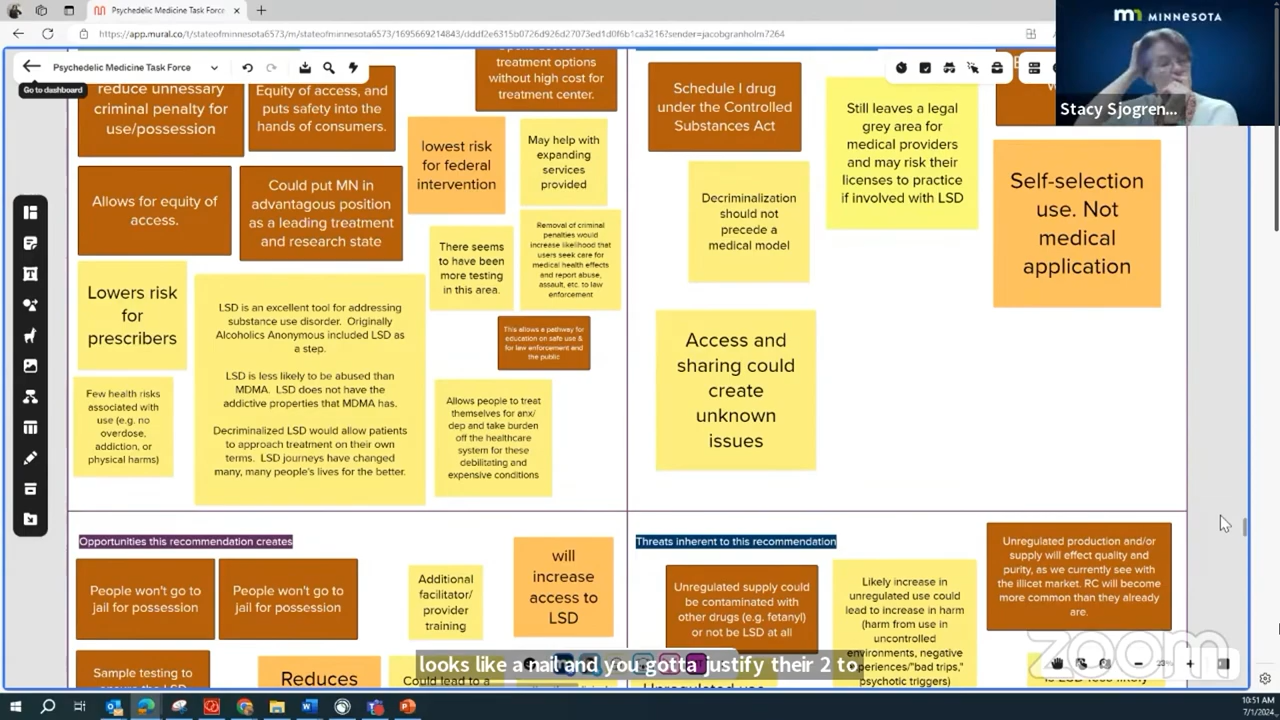 Psychedelic Medicine Task Force
https://app.mural.co/t/stateofminnesota6573/m/stateofminnesota6573/1695669214843/dddf2e6315b0726d926d27073ed1d0f6b1ca3216?sender=jacobgranholm7264
Psychedelic Medicine Task Force
Go to dashboard
MINNESOTA
Stacy Sjogren...
reduce unnecessary
criminal penalty for
use/possession
Equity of access, and
puts safety into the
hands of consumers.
treatment options
without high cost for
treatment center.
lowest risk
for federal
intervention
May help with
expanding
services
provided
Allows for equity of
access.
Could put MN in
advantagous position
as a leading treatment
and research state
There seems
to have been
more testing
in this area.
Removal of criminal
penalties would
increase likelihood that
users seek care for
medical health effects
and report abuse,
assault, etc. to law
enforcement
Lowers risk
for
prescribers
LSD is an excellent tool for addressing
substance use disorder. Originally
Alcoholics Anonymous included LSD as
a step.
LSD is less likely to be abused than
MDMA. LSD does not have the
addictive properties that MDMA has.
Decriminalized LSD would allow patients
to approach treatment on their own
terms. LSD journeys have changed
many, many people's lives for the better.
This allows a pathway for
education on safe use &
for law enforcement and
the public
Few health risks
associated with
use (e.g. no
overdose,
addiction, or
physical harms)
Allows people to treat
themselves for anx/
dep and take burden
off the healthcare
system for these
debilitating and
expensive conditions
Schedule I drug
under the Controlled
Substances Act
Still leaves a legal
grey area for
medical providers
and may risk their
licenses to practice
if involved with LSD
Decriminalization
should not
precede a
medical model
Self-selection
use. Not
medical
application
Access and
sharing could
create
unknown
issues
Opportunities this recommendation creates
People won't go to
jail for possession
People won't go to
jail for possession
Additional
facilitator/
provider
training
will
increase
access to
LSD
Sample testing to
Reduces
Could lead to a
Threats inherent to this recommendation
Unregulated supply could
be contaminated with
other drugs (e.g. fetanyl)
or not be LSD at all
Likely increase in
unregulated use could
lead to increase in harm
(harm from use in
uncontrolled
environments, negative
experiences/"bad trips,"
psychotic triggers)
Unregulated production and/or
supply will effect quality and
purity, as we currently see with
the illicet market. RC will become
more common than they already
are.
looks like a nail and you gotta justify their 2 to
zoom
10:51 AM
7/1/2024